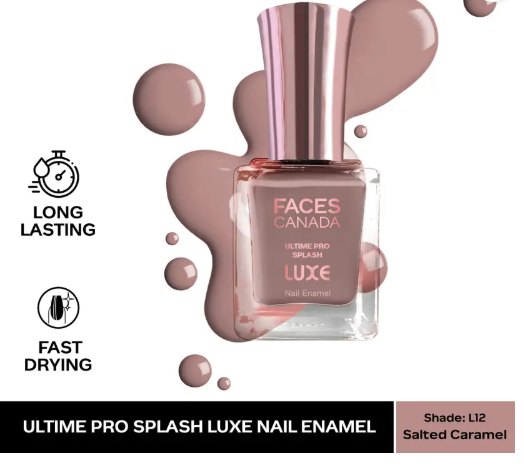 LONG
LASTING
FAST
DRYING
FACES
CANADA
ULTIME PRO
SPLASH
LUXE
Nail Enamel
ULTIME PRO SPLASH LUXE NAIL ENAMEL
Shade: L12
Salted Caramel